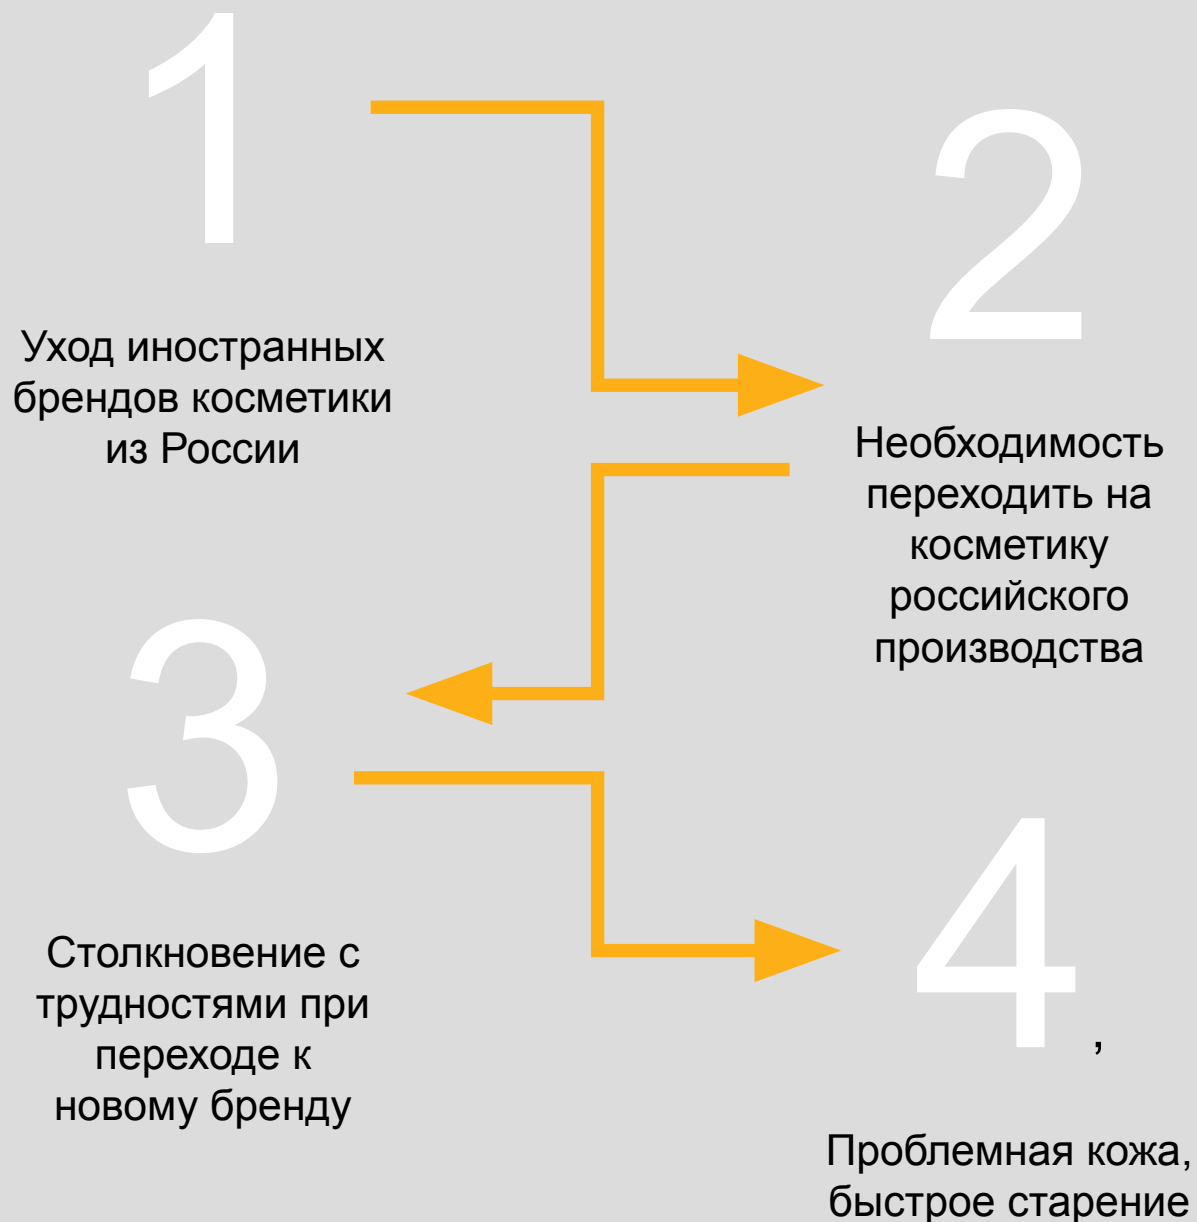 1
Уход иностранных
брендов косметики
из России
2
Необходимость
переходить на
косметику
российского
производства
3
Столкновение с
трудностями при
переходе к
новому бренду
4
,
Проблемная кожа,
быстрое старение